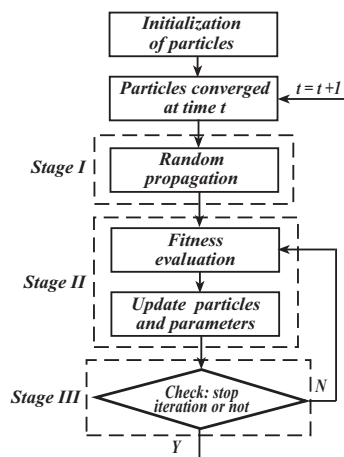 Initialization
of particles
Particles converged
at time t
t = t +1
Stage I
Random
propagation
Fitness
evaluation
Stage II
Update particles
and parameters
Stage III
Check: stop
iteration or not
N
Y